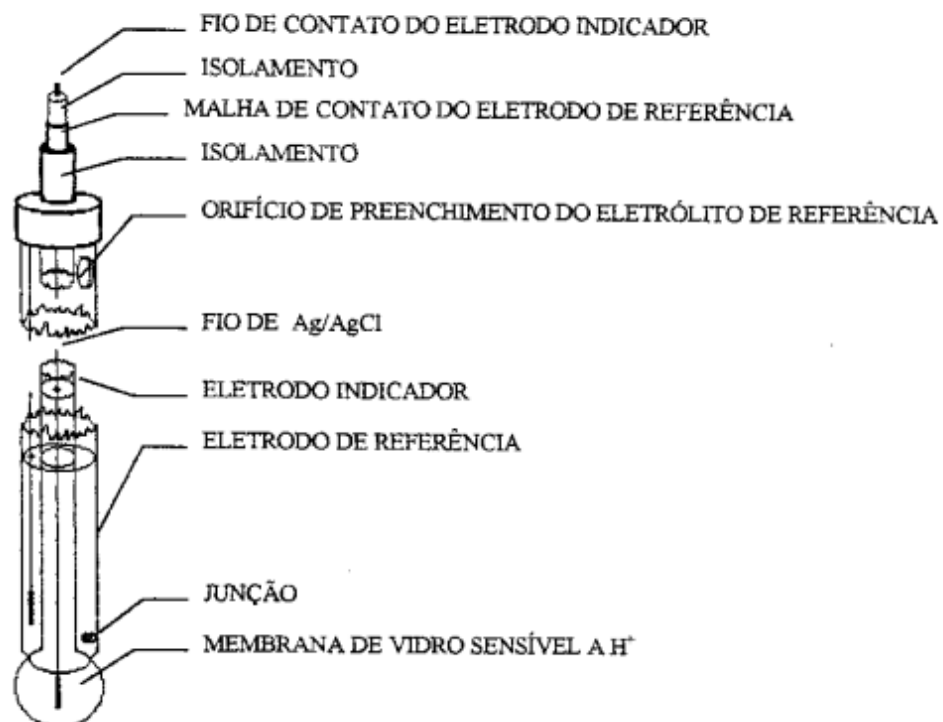 FIO DE CONTATO DO ELETRODO INDICADOR
ISOLAMENTO
MALHA DE CONTATO DO ELETRODO DE REFERÊNCIA
ISOLAMENTO
ORIFÍCIO DE PREENCHIMENTO DO ELETRÓLITO DE REFERÊNCIA
FIO DE Ag/AgCl
ELETRODO INDICADOR
ELETRODO DE REFERÊNCIA
JUNÇÃO
MEMBRANA DE VIDRO SENSÍVEL A H⁺